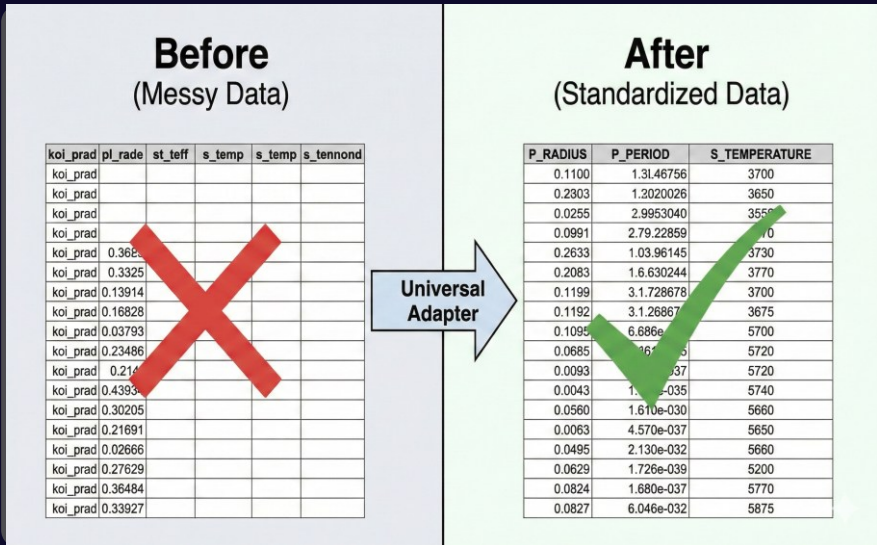 Before
(Messy Data)
koi_prad pl_rade st_teff s_temp s_temp s_tennond
koi_prad
koi_prad
koi_prad
koi_prad
koi_prad
koi_prad 0.3325
koi_prad 0.13914
koi_prad 0.16828
koi_prad 0.03793
koi_prad 0.23486
koi_prad
koi_prad
koi_prad 0.30205
koi_prad 0.21691
koi_prad 0.02666
koi_prad 0.27629
koi_prad 0.36484
koi_prad 0.33927
Universal
Adapter
After
(Standardized Data)
P_RADIUS P_PERIOD S_TEMPERATURE
0.1100 1.3l.46756 3700
0.2303 1.2020026 3650
0.0255 2.9953040
0.0991 2.79.22859
0.2633 1.03.96145 3730
0.2083 1.6.630244 3770
0.1199 3.1.728678 3700
0.1192 3675
5700
0.0685 5720
0.0093 5720
0.0043 5740
0.0560 1.610e-030 5660
0.0063 4.570e-037 5650
0.0495 2.130e-032 5660
0.0629 1.726e-039 5200
0.0824 1.680e-037 5770
0.0827 6.046e-032 5875